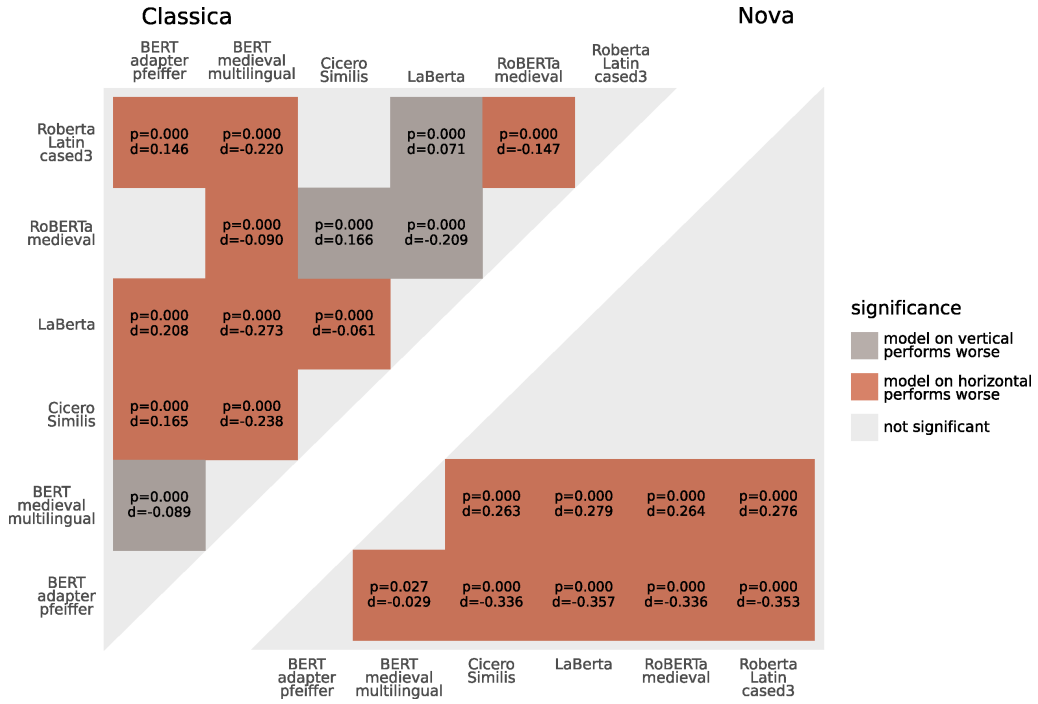 Classica
Nova
BERT
adapter
pfeiffer
BERT
medieval
multilingual
Cicero
Similis
LaBerta
RoBERTa
medieval
Roberta
Latin
cased3
Roberta
Latin
cased3
p=0.000
d=0.146
p=0.000
d=-0.220
p=0.000
d=0.071
p=0.000
d=-0.147
RoBERTa
medieval
p=0.000
d=-0.090
p=0.000
d=0.166
p=0.000
d=-0.209
LaBerta
p=0.000
d=0.208
p=0.000
d=-0.273
p=0.000
d=-0.061
Cicero
Similis
p=0.000
d=0.165
p=0.000
d=-0.238
BERT
medieval
multilingual
p=0.000
d=-0.089
p=0.000
d=0.263
p=0.000
d=0.279
p=0.000
d=0.264
p=0.000
d=0.276
BERT
adapter
pfeiffer
p=0.027
d=-0.029
p=0.000
d=-0.336
p=0.000
d=-0.357
p=0.000
d=-0.336
p=0.000
d=-0.353
BERT
adapter
pfeiffer
BERT
medieval
multilingual
Cicero
Similis
LaBerta
RoBERTa
medieval
Roberta
Latin
cased3
significance
model on vertical
performs worse
model on horizontal
performs worse
not significant